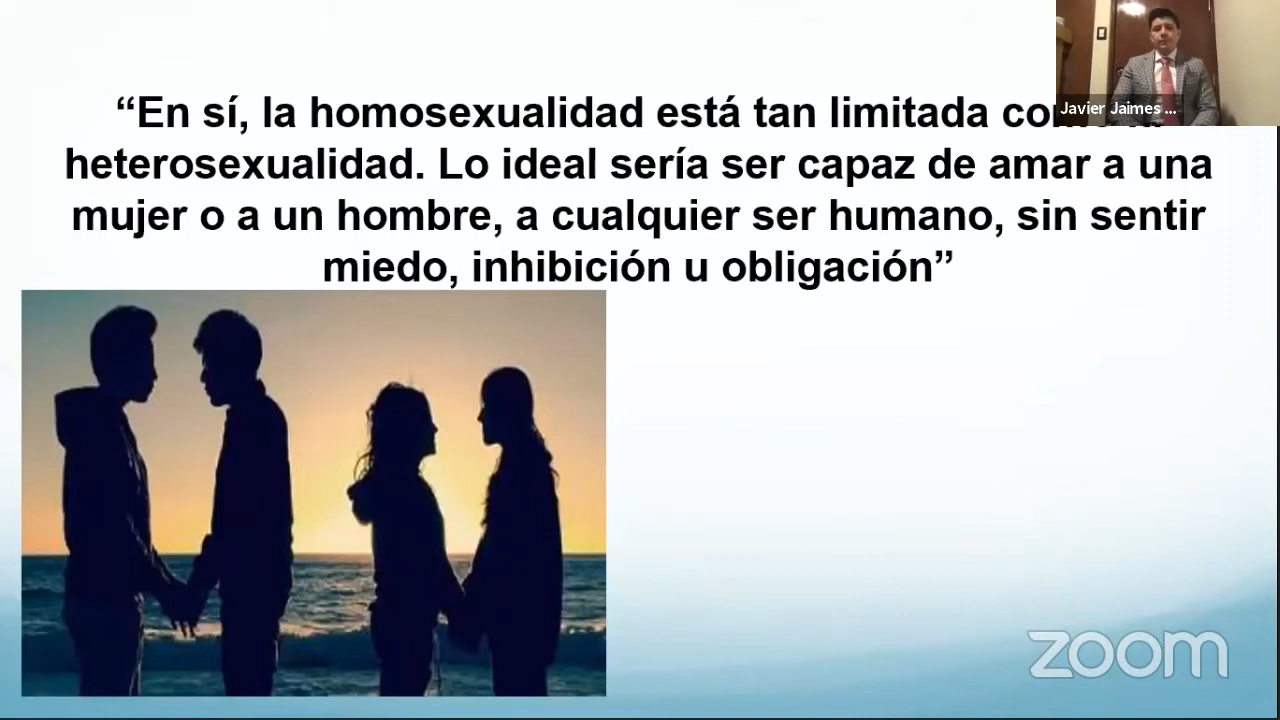 “En sí, la homosexualidad está tan limitada
heterosexualidad. Lo ideal sería ser capaz de amar a una
mujer o a un hombre, a cualquier ser humano, sin sentir
miedo, inhibición u obligación”
Javier Jaimes ...
zoom